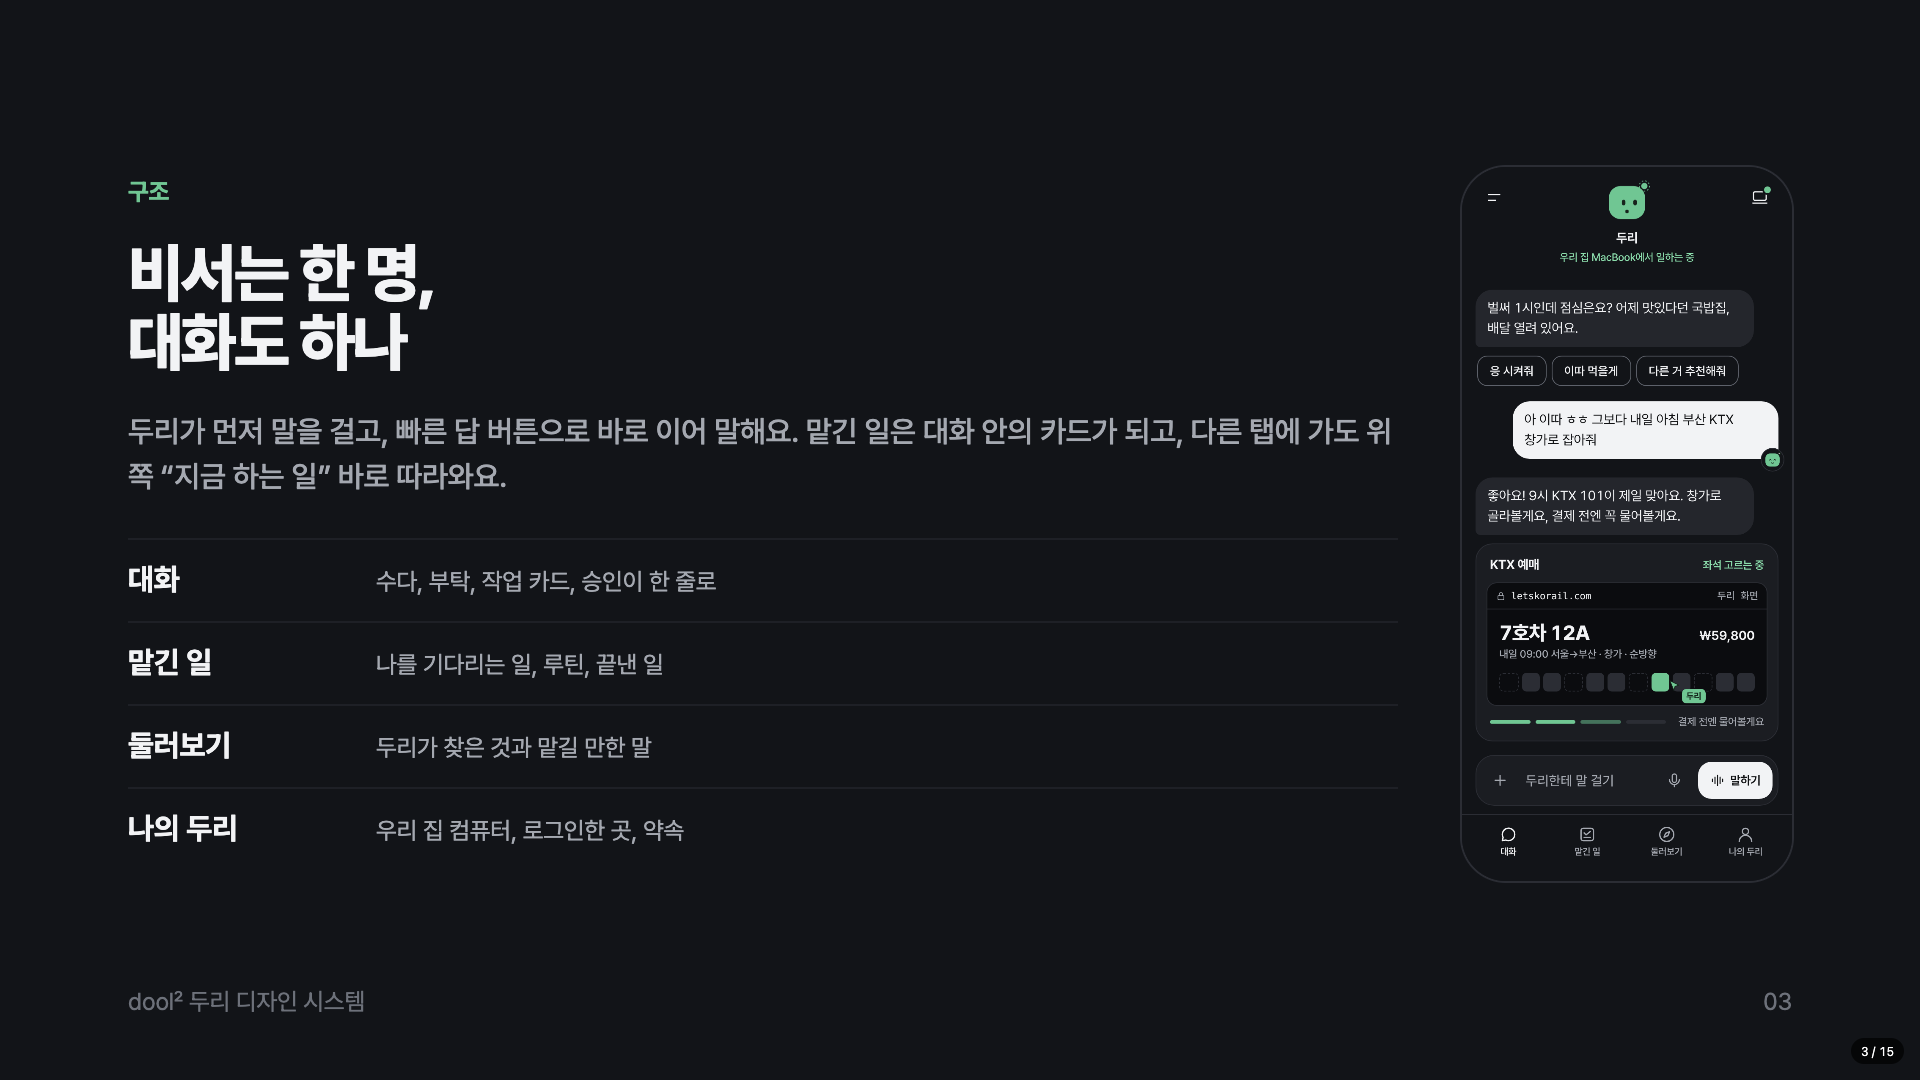 구조
비서는 한 명,
대화도 하나
두리가 먼저 말을 걸고, 빠른 답 버튼으로 바로 이어 말해요. 맡긴 일은 대화 안의 카드가 되고, 다른 탭에 가도 위
쪽 “지금 하는 일” 바로 따라와요.
대화 수다, 부탁, 작업 카드, 승인이 한 줄로
맡긴 일 나를 기다리는 일, 루틴, 끝낸 일
둘러보기 두리가 찾은 것과 맡길 만한 말
나의 두리 우리 집 컴퓨터, 로그인한 곳, 약속
두리
우리 집 MacBook에서 일하는 중
벌써 1시인데 점심은요? 어제 맛있다던 국밥집,
배달 열려 있어요.
응 시켜줘 이따 먹을게 다른 거 추천해줘
아 이따 ㅎㅎ 그보다 내일 아침 부산 KTX
창가로 잡아줘
좋아요! 9시 KTX 101이 제일 맞아요. 창가로
골라볼게요, 결제 전엔 꼭 물어볼게요.
KTX 예매 좌석 고르는 중
letskorail.com 두리 화면
7호차 12A ₩59,800
내일 09:00 서울→부산 · 창가 · 순방향
두리
결제 전엔 물어볼게요
두리한테 말 걸기 말하기
대화 맡긴 일 둘러보기 나의 두리
dool² 두리 디자인 시스템
03
3 / 15